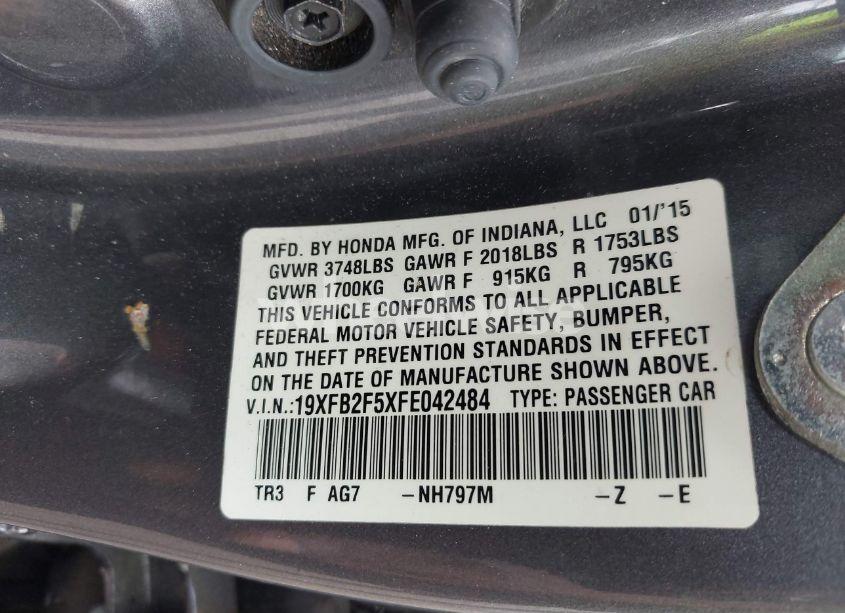 MFD. BY HONDA MFG. OF INDIANA, LLC 01/'15
GVWR 3748LBS GAWR F 2018LBS R 1753LBS
GVWR 1700KG GAWR F 915KG R 795KG
THIS VEHICLE CONFORMS TO ALL APPLICABLE
FEDERAL MOTOR VEHICLE SAFETY, BUMPER,
AND THEFT PREVENTION STANDARDS IN EFFECT
ON THE DATE OF MANUFACTURE SHOWN ABOVE.
V.I.N.:19XFB2F5XFE042484 TYPE: PASSENGER CAR
TR3 F AG7 -NH797M -Z -E